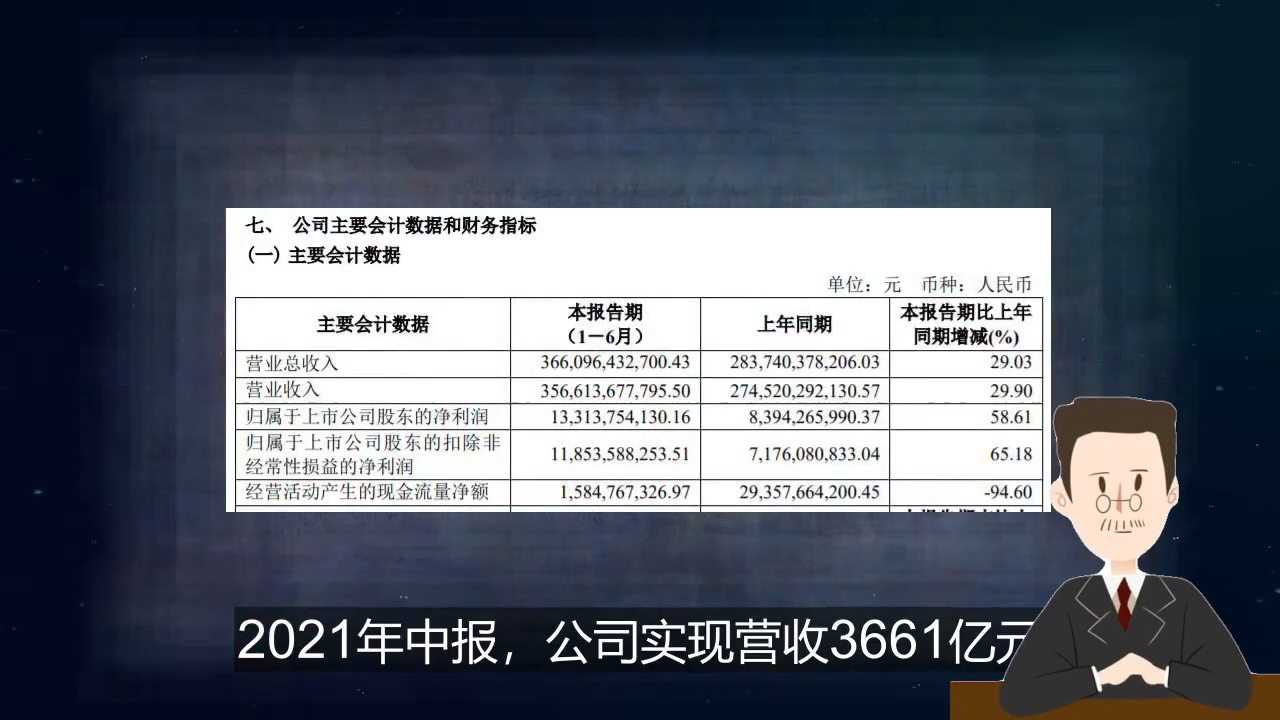 七、 公司主要会计数据和财务指标
(一) 主要会计数据
单位：元 币种：人民币
主要会计数据 本报告期（1－6月） 上年同期 本报告期比上年同期增减(%)
营业总收入 366,096,432,700.43 283,740,378,206.03 29.03
营业收入 356,613,677,795.50 274,520,292,130.57 29.90
归属于上市公司股东的净利润 13,313,754,130.16 8,394,265,990.37 58.61
归属于上市公司股东的扣除非经常性损益的净利润 11,853,588,253.51 7,176,080,833.04 65.18
经营活动产生的现金流量净额 1,584,767,326.97 29,357,664,200.45 -94.60
2021年中报，公司实现营收3661亿元